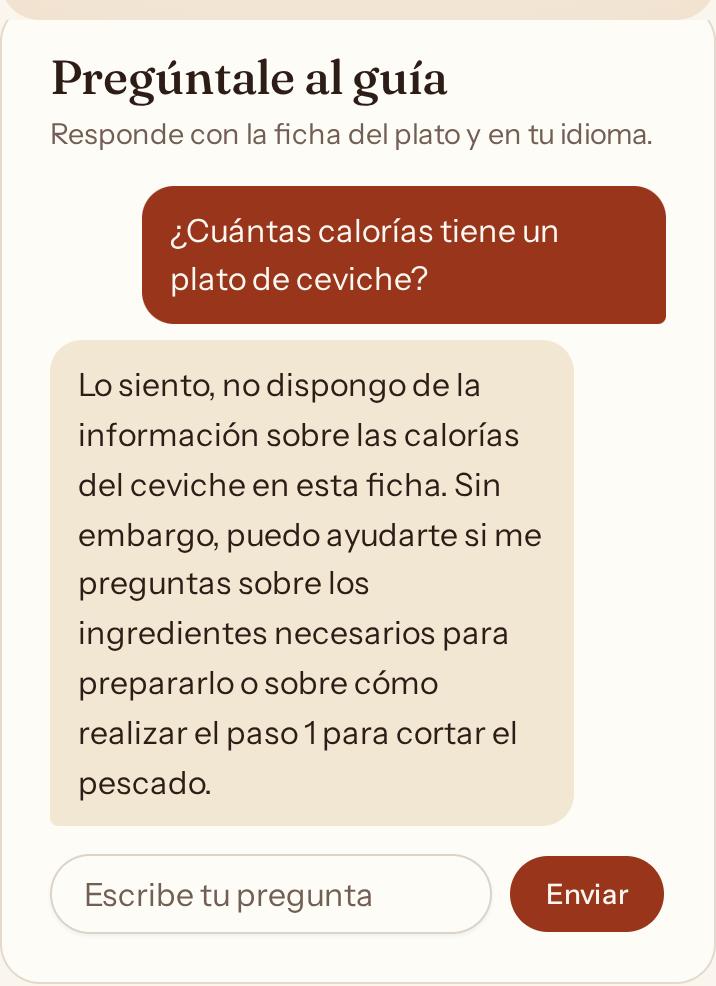 Pregúntale al guía
Responde con la ficha del plato y en tu idioma.
¿Cuántas calorías tiene un
plato de ceviche?
Lo siento, no dispongo de la
información sobre las calorías
del ceviche en esta ficha. Sin
embargo, puedo ayudarte si me
preguntas sobre los
ingredientes necesarios para
prepararlo o sobre cómo
realizar el paso 1 para cortar el
pescado.
Escribe tu pregunta
Enviar